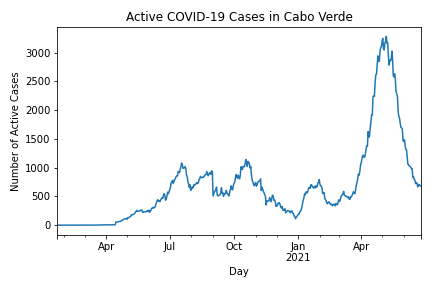 Active COVID-19 Cases in Cabo Verde
Number of Active Cases
3000
2500
2000
1500
1000
500
0
Apr
Jul
Oct
Jan
2021
Apr
Day